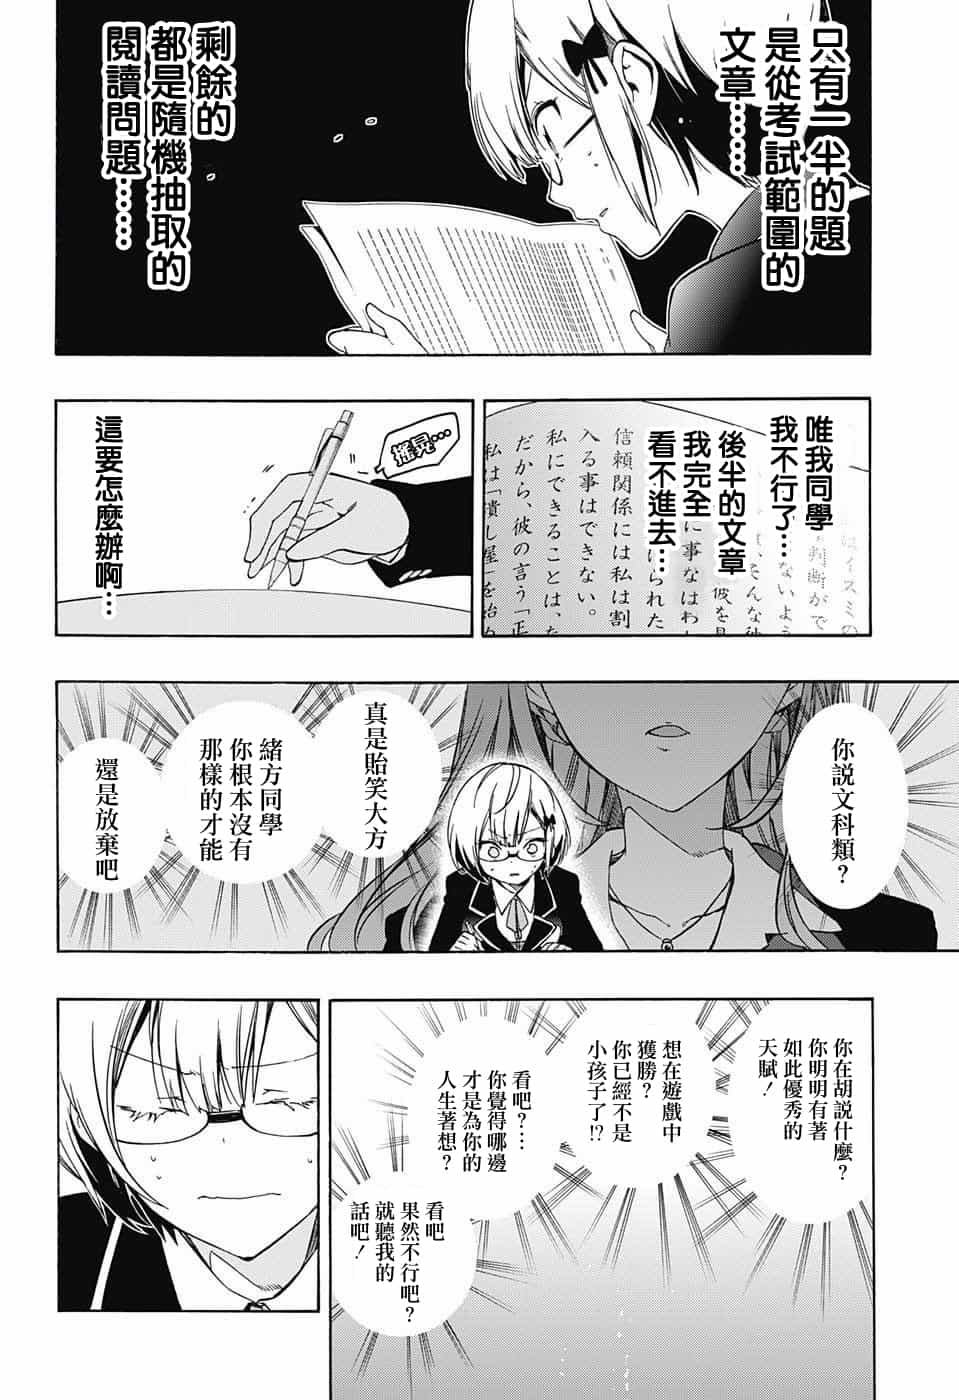 只有一半的題
是從考試範圍的
文章……
剩餘的
都是隨機抽取的
閱讀問題……
唯我同學
我不行了…
後半的文章
我完全
看不進去…
信頼関係には私は割
入る事はできない。
私にできることは、た
だから、彼の言う「正
私は「潰し屋」を始
搖晃…
這要怎麼辦啊…
你説文科類?
真是貽笑大方
緒方同學
你根本沒有
那樣的才能
還是放棄吧
你在胡說什麼?
你明明有著
如此優秀的
天賦!
想在遊戲中
獲勝?
你已經不是
小孩子了!?
看吧?…
你覺得哪邊
才是為你的
人生著想?
看吧
果然不行吧?
就聽我的
話吧!